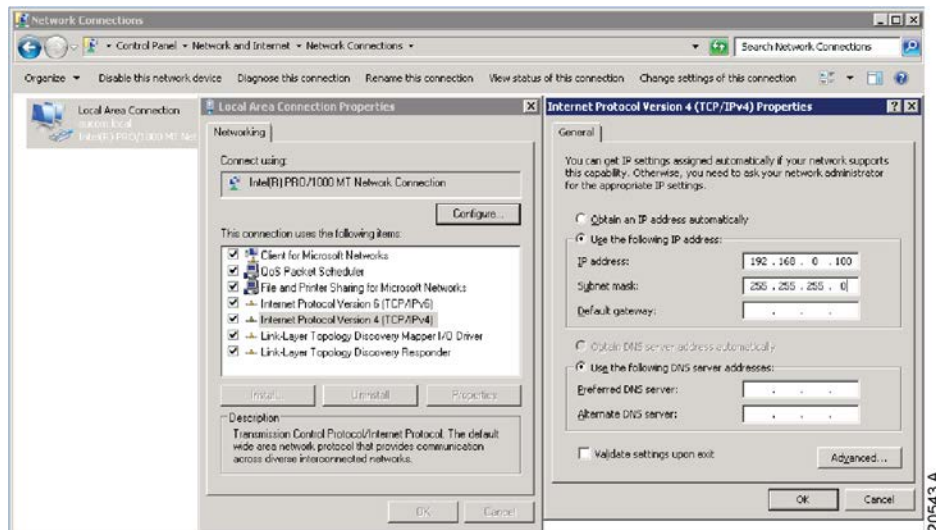 Network Connections
Control Panel Network and Internet Network Connections
Search Network Connections
Organize Disable this network device Diagnose this connection Rename this connection View status of this connection Change settings of this connection
Local Area Connection
Intel(R) PRO/1000 MT Net
Local Area Connection Properties
Networking
Connect using:
Intel(R) PRO/1000 MT Network Connection
Configure...
This connection uses the following items:
Client for Microsoft Networks
QoS Packet Scheduler
File and Printer Sharing for Microsoft Networks
Internet Protocol Version 6 (TCP/IPv6)
Internet Protocol Version 4 (TCP/IPv4)
Link-Layer Topology Discovery Mapper I/O Driver
Link-Layer Topology Discovery Responder
Install... Uninstall Properties
Description
Transmission Control Protocol/Internet Protocol. The default
wide area network protocol that provides communication
across diverse interconnected networks.
OK Cancel
Internet Protocol Version 4 (TCP/IPv4) Properties
General
You can get IP settings assigned automatically if your network supports
this capability. Otherwise, you need to ask your network administrator
for the appropriate IP settings.
Obtain an IP address automatically
Use the following IP address:
IP address: 192 . 168 . 0 . 100
Subnet mask: 255 . 255 . 255 . 0
Default gateway: . . .
Obtain DNS server address automatically
Use the following DNS server addresses:
Preferred DNS server: . . .
Alternate DNS server: . . .
Validate settings upon exit
Advanced...
OK Cancel
20543.A